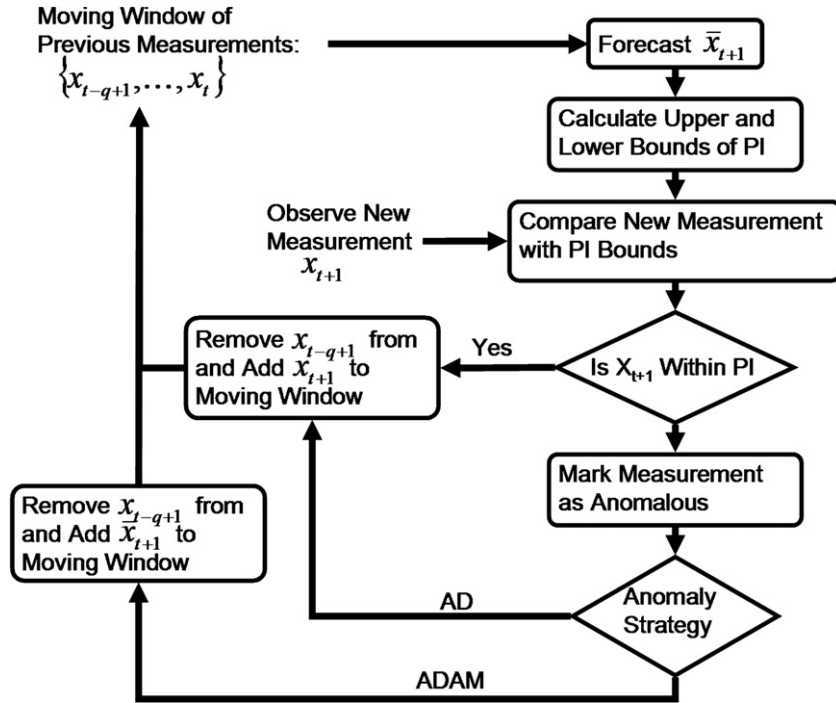 Moving Window of
Previous Measurements:
{x_{t-q+1},...,x_t}
Forecast x̄_{t+1}
Calculate Upper and
Lower Bounds of PI
Observe New
Measurement
x_{t+1}
Compare New Measurement
with PI Bounds
Remove x_{t-q+1} from
and Add x_{t+1} to
Moving Window
Yes
Is X_{t+1} Within PI
Mark Measurement
as Anomalous
Remove x_{t-q+1} from
and Add x̄_{t+1} to
Moving Window
AD
Anomaly
Strategy
ADAM